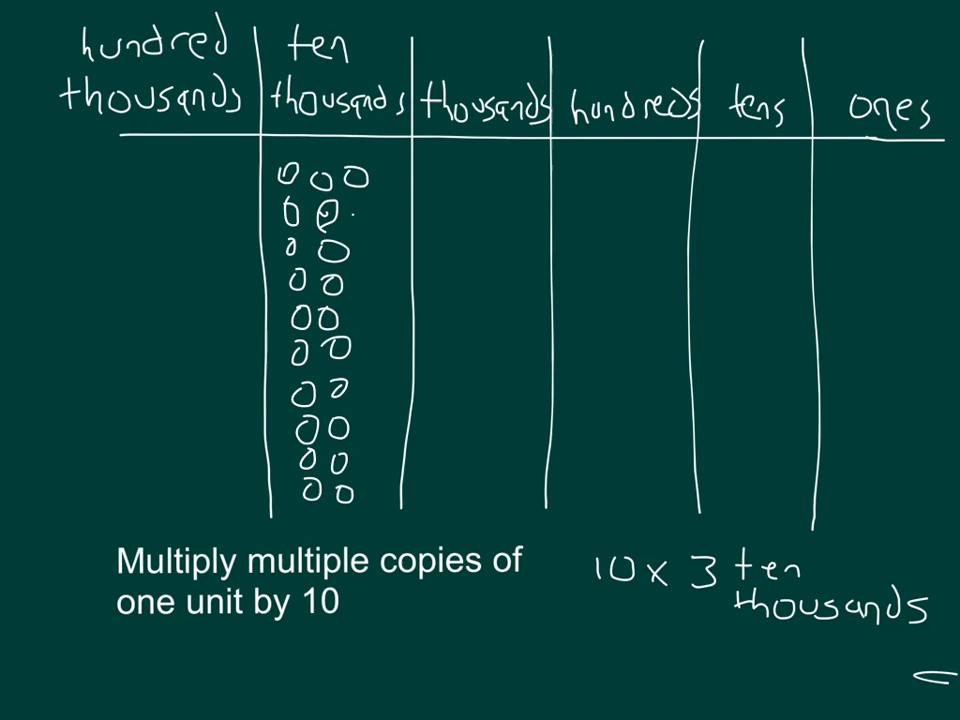 hundred thousands
ten thousands
thousands
hundreds
tens
ones
Multiply multiple copies of
one unit by 10
10 x 3 ten
thousands